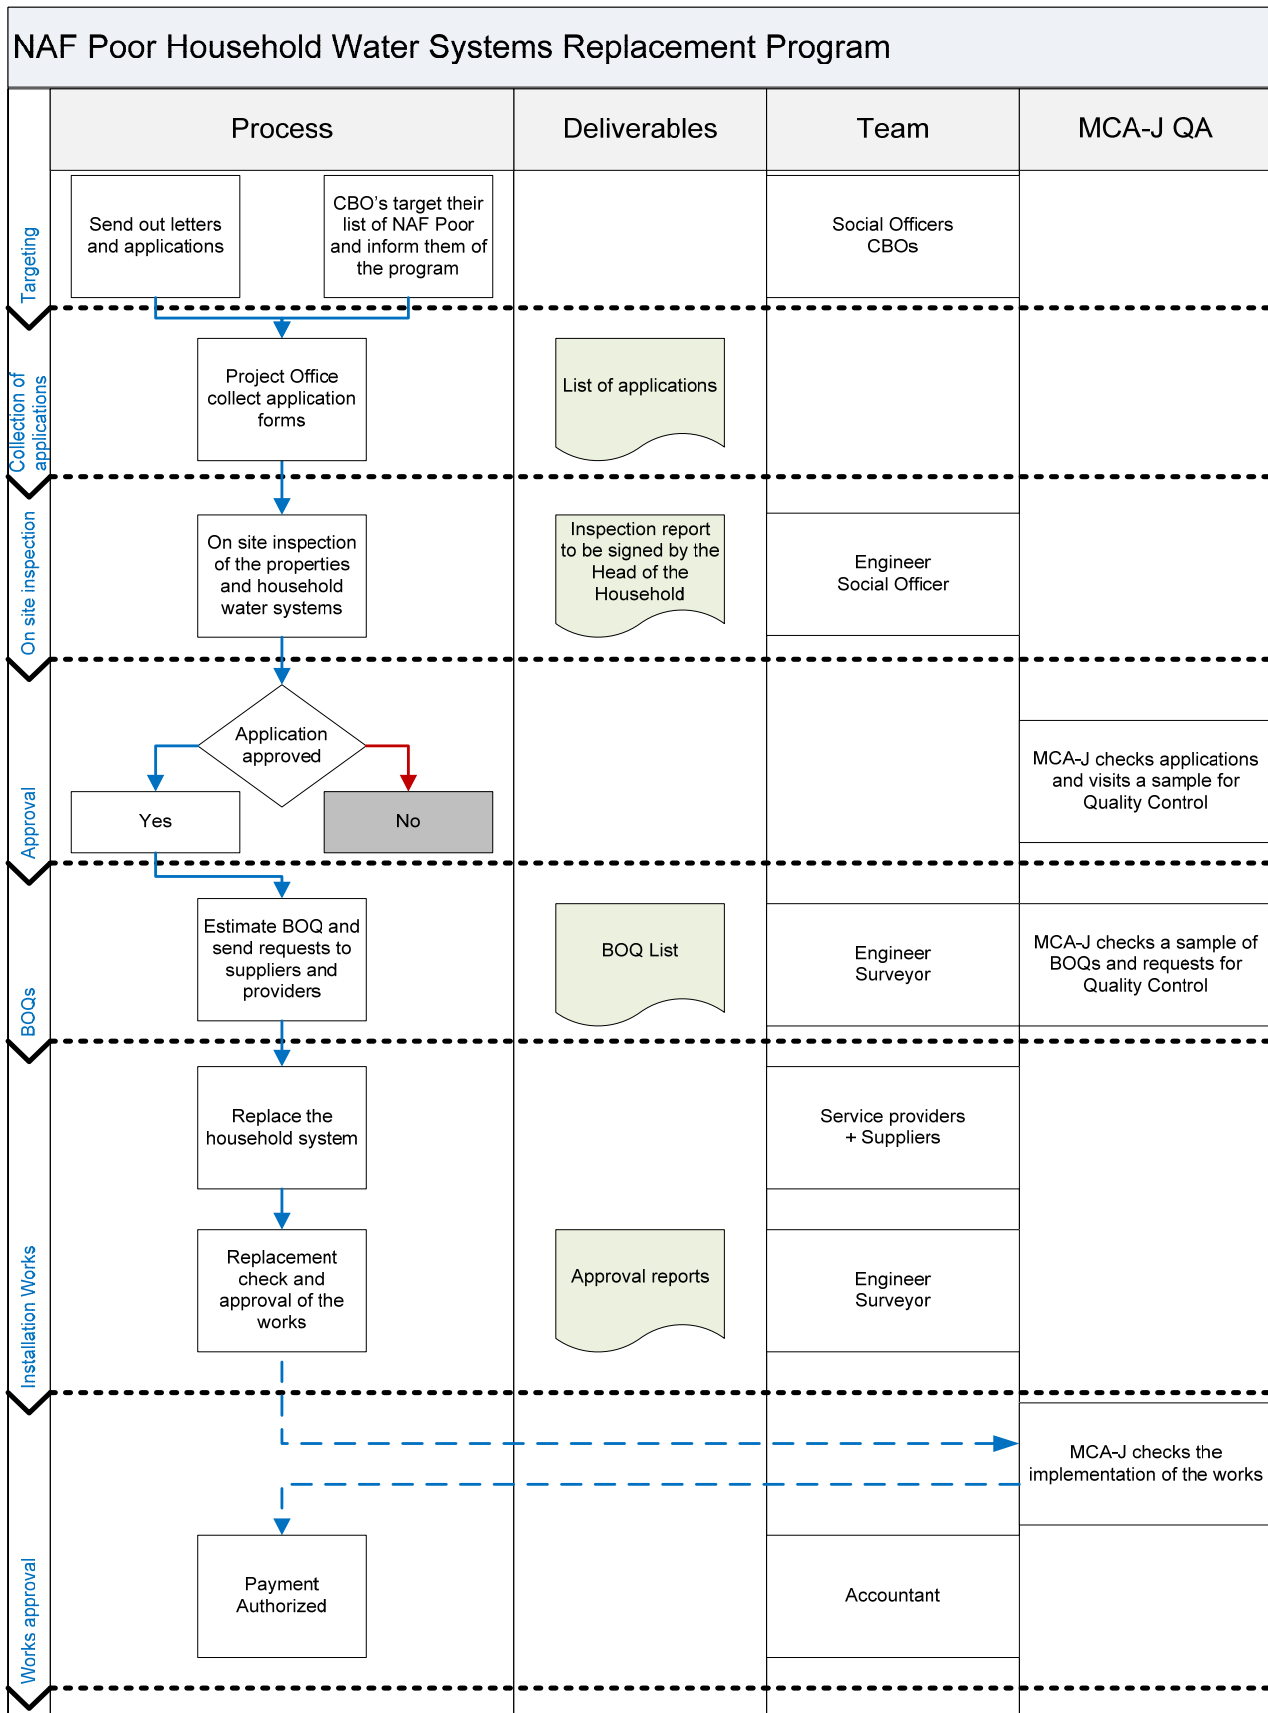 NAF Poor Household Water Systems Replacement Program
Process
Deliverables
Team
MCA-J QA
Targeting
Send out letters
and applications
CBO's target their
list of NAF Poor
and inform them of
the program
Social Officers
CBOs
Collection of
applications
Project Office
collect application
forms
List of applications
On site inspection
On site inspection
of the properties
and household
water systems
Inspection report
to be signed by the
Head of the
Household
Engineer
Social Officer
Approval
Application
approved
Yes
No
MCA-J checks applications
and visits a sample for
Quality Control
BOQs
Estimate BOQ and
send requests to
suppliers and
providers
BOQ List
Engineer
Surveyor
MCA-J checks a sample of
BOQs and requests for
Quality Control
Installation Works
Replace the
household system
Service providers
+ Suppliers
Replacement
check and
approval of the
works
Approval reports
Engineer
Surveyor
Works approval
MCA-J checks the
implementation of the works
Payment
Authorized
Accountant